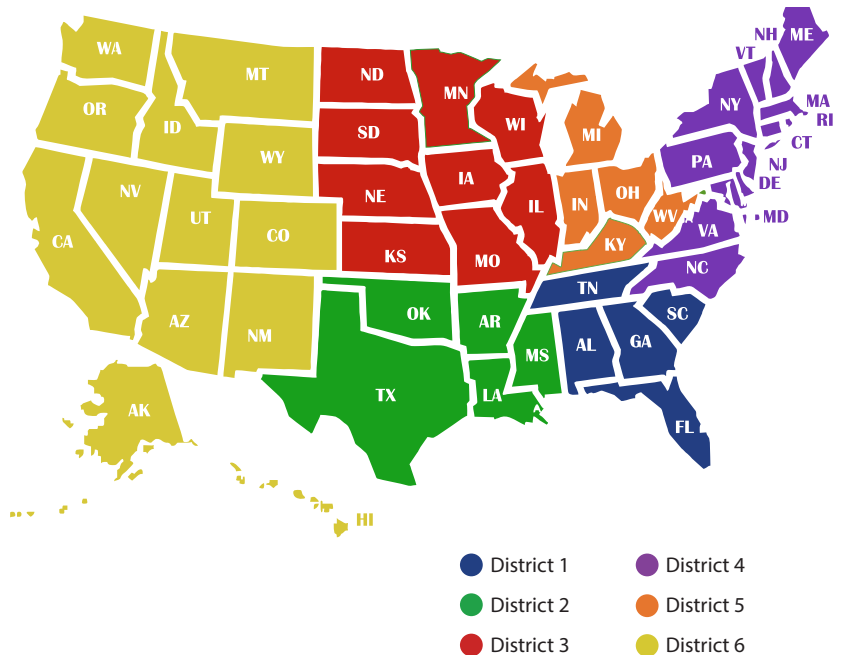 WA
MT
ND
MN
OR
ID
SD
WI
WY
MI
NV
UT
NE
IA
CA
CO
IL
IN
OH
WV
KS
MO
KY
AZ
NM
OK
AR
TN
TX
LA
MS
AL
GA
SC
FL
NC
VA
PA
NY
VT
NH
ME
MA
RI
CT
NJ
DE
MD
AK
HI
District 1
District 2
District 3
District 4
District 5
District 6